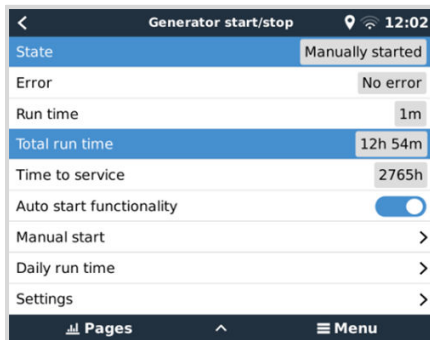 Generator start/stop 12:02
State Manually started
Error No error
Run time 1m
Total run time 12h 54m
Time to service 2765h
Auto start functionality
Manual start
Daily run time
Settings
Pages Menu